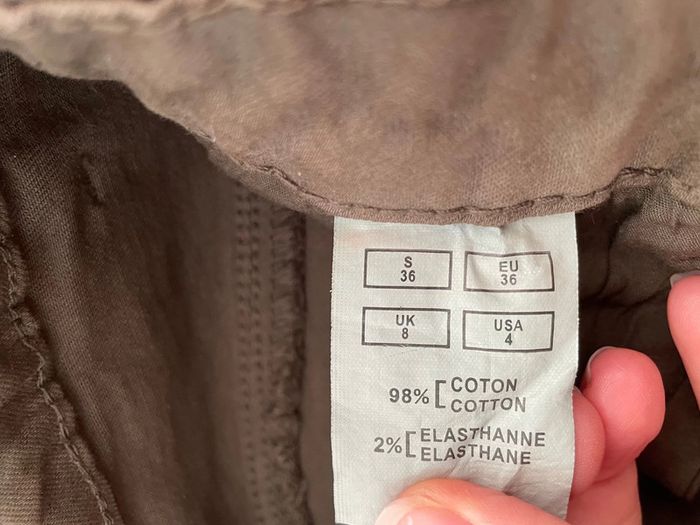 S
36
EU
36
UK
8
USA
4
98% [ COTON
COTTON
2% [ ELASTHANNE
ELASTHANE